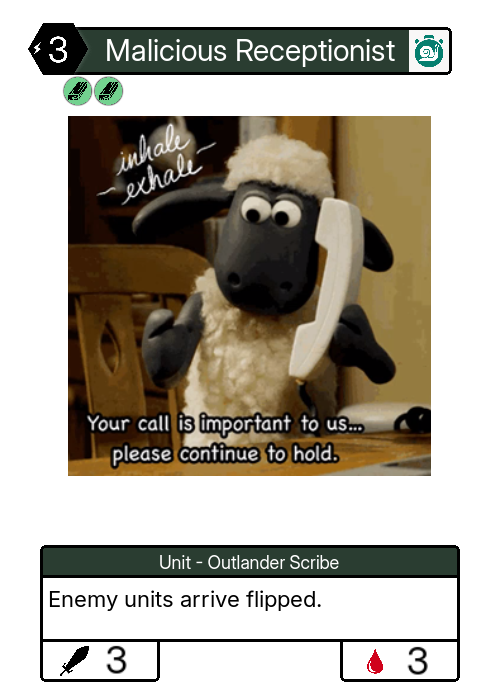 3 Malicious Receptionist
inhale
exhale
Your call is important to us...
please continue to hold.
Unit - Outlander Scribe
Enemy units arrive flipped.
3 3